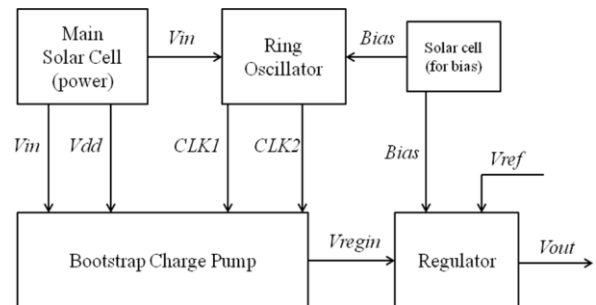 Main
Solar Cell
(power)
Vin
Ring
Oscillator
Bias
Solar cell
(for bias)
Vin
Vdd
CLK1
CLK2
Bias
Vref
Bootstrap Charge Pump
Vregin
Regulator
Vout